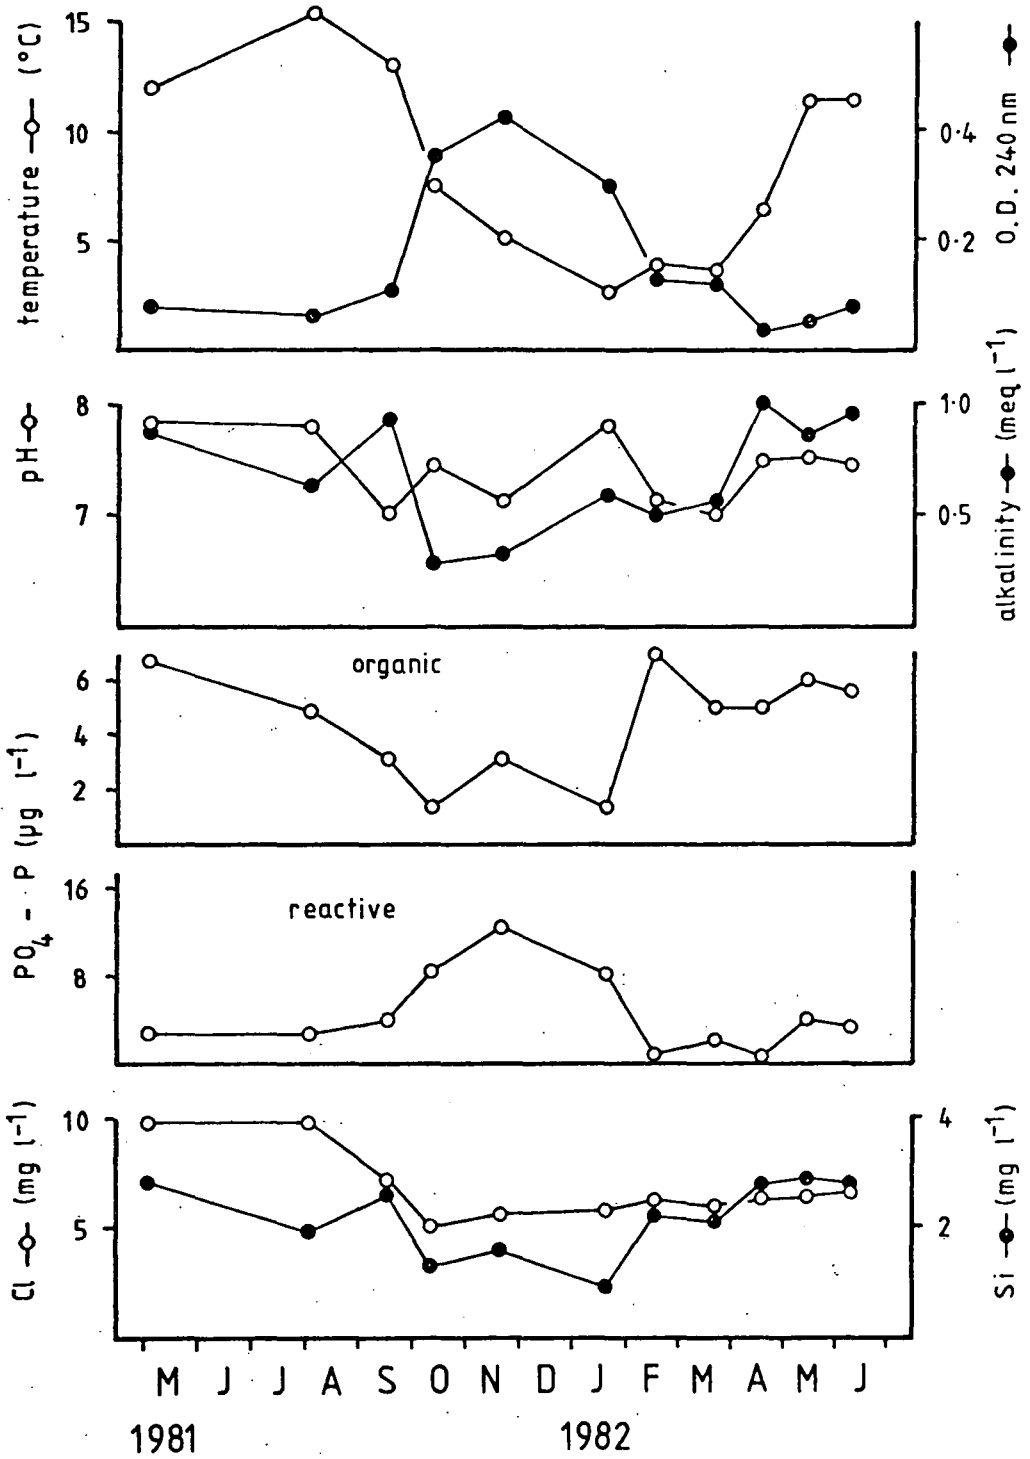 temperature —○— (°C)
15
10
5
0·4
0·2
O.D. 240 nm —●—
pH —○—
8
7
1·0
0·5
alkalinity —●— (meq l⁻¹)
PO₄ - P (µg l⁻¹)
organic
6
4
2
reactive
16
8
Cl —○— (mg l⁻¹)
10
5
4
2
Si —●— (mg l⁻¹)
M J J A S O N D J F M A M J
1981 1982